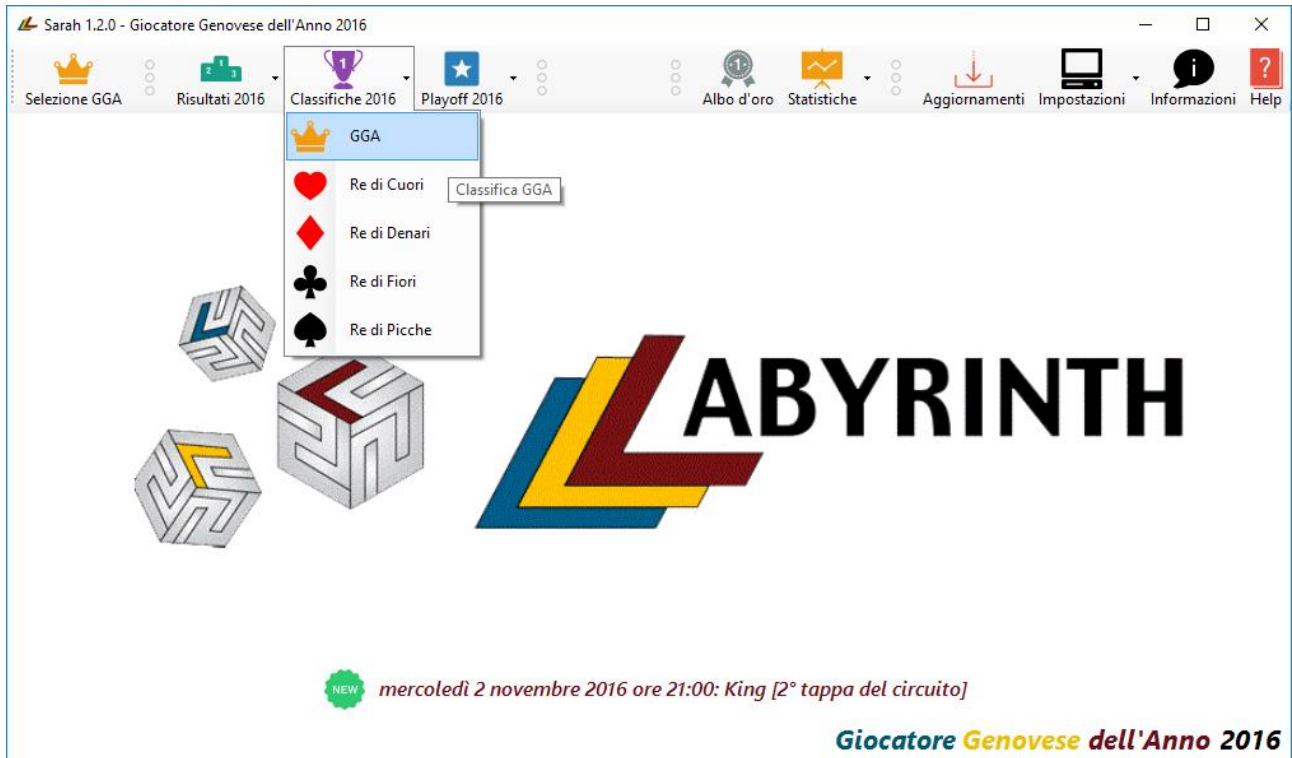 Sarah 1.2.0 - Giocatore Genovese dell'Anno 2016
Selezione GGA
Risultati 2016
Classifiche 2016
Playoff 2016
Albo d'oro
Statistiche
Aggiornamenti
Impostazioni
Informazioni
Help
GGA
Re di Cuori
Classifica GGA
Re di Denari
Re di Fiori
Re di Picche
LABYRINTH
NEW mercoledì 2 novembre 2016 ore 21:00: King [2° tappa del circuito]
Giocatore Genovese dell'Anno 2016